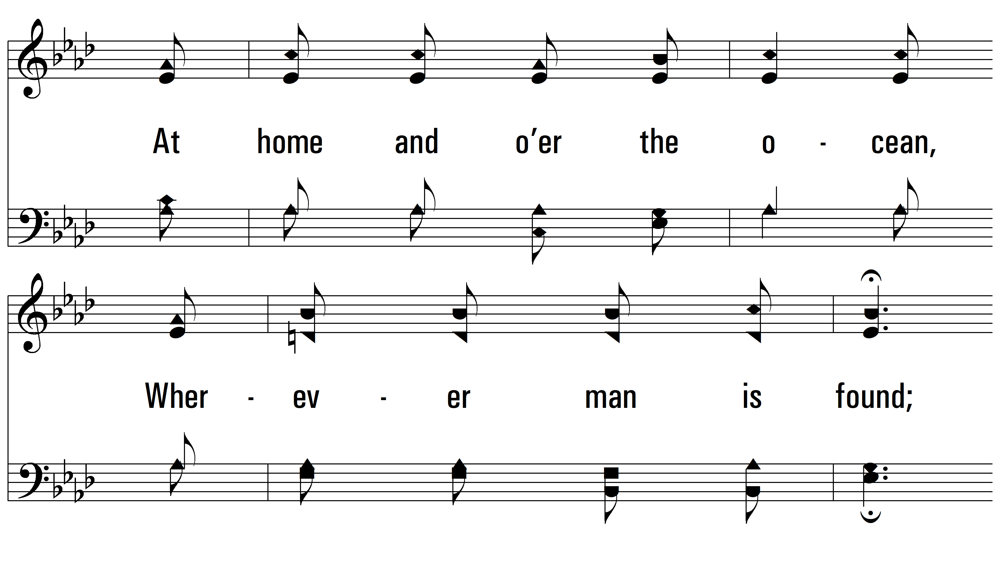 At home and o’er the o - cean,
Wher - ev - er man is found;